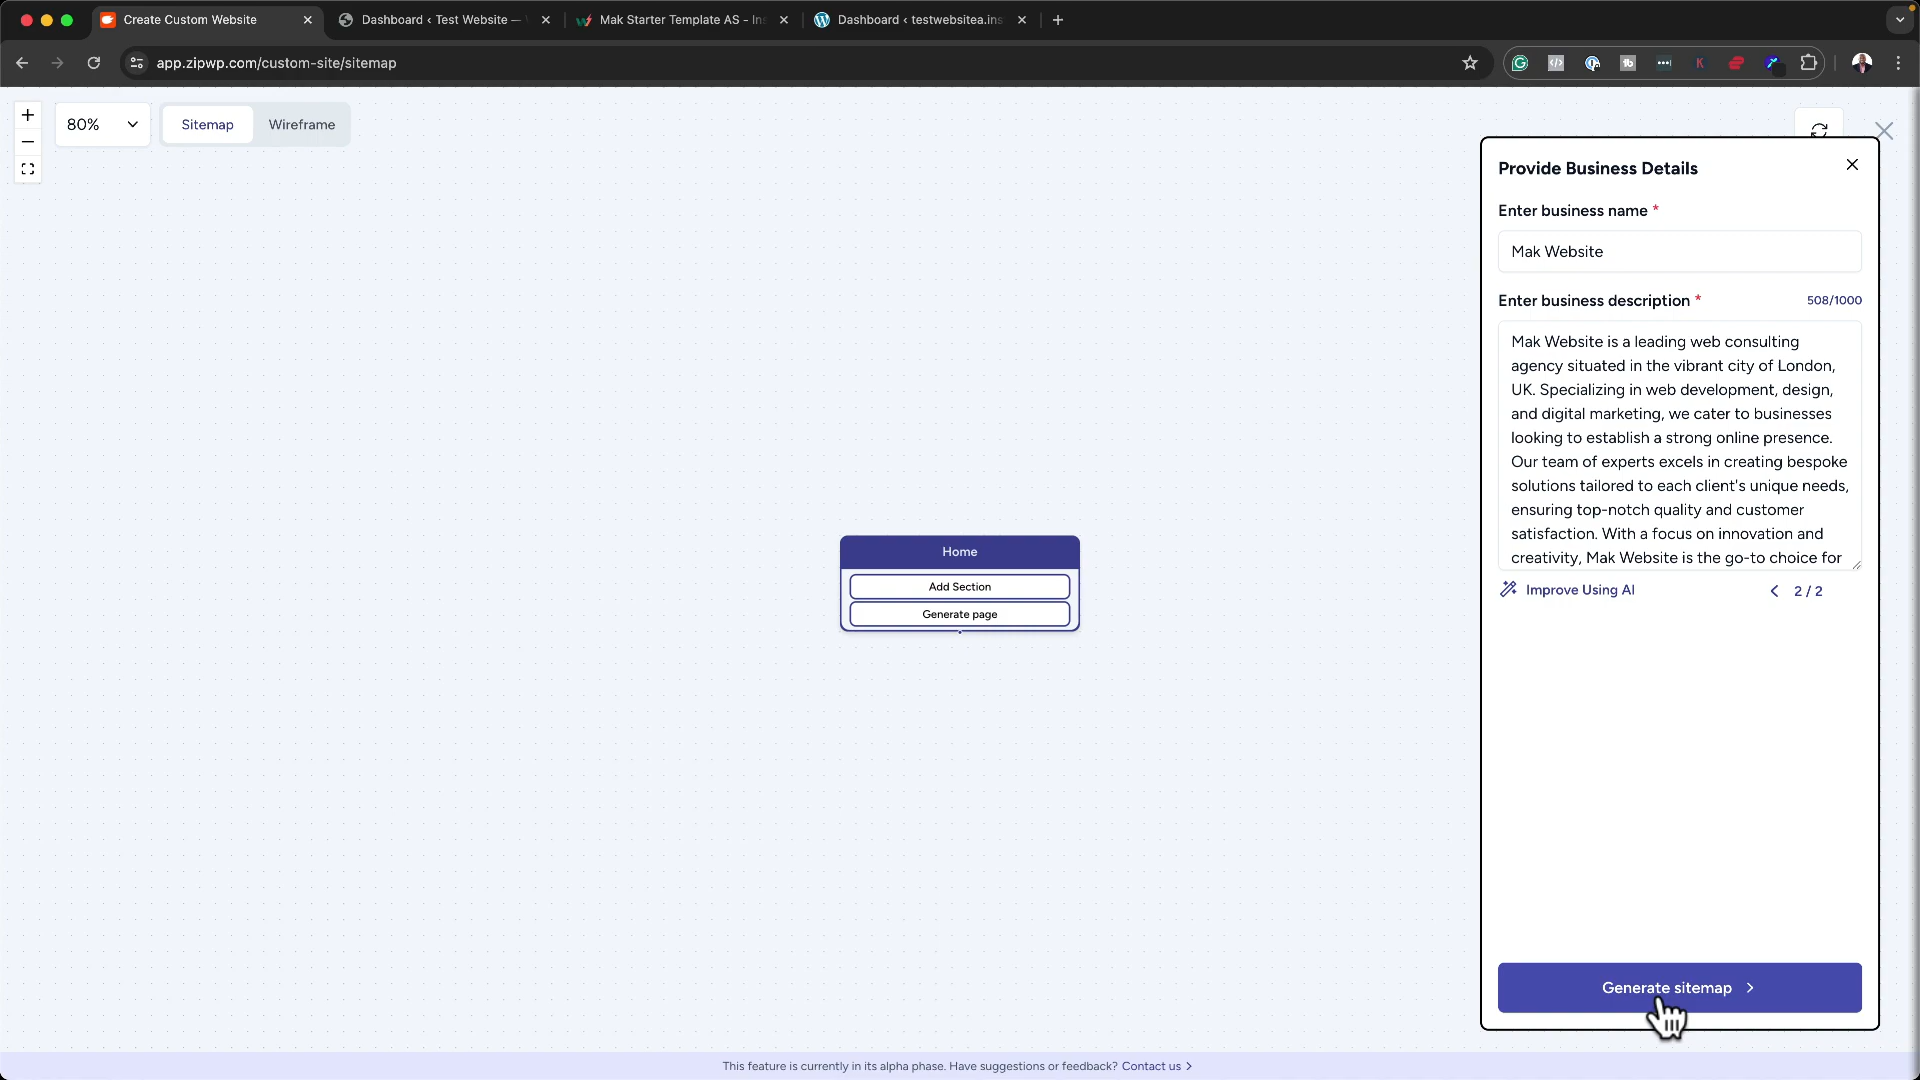 Create Custom Website
Dashboard ‹ Test Website —
Mak Starter Template AS - Ins
Dashboard ‹ testwebsitea.ins
app.zipwp.com/custom-site/sitemap
80%
Sitemap
Wireframe
Provide Business Details
Enter business name *
Mak Website
Enter business description *
508/1000
Mak Website is a leading web consulting
agency situated in the vibrant city of London,
UK. Specializing in web development, design,
and digital marketing, we cater to businesses
looking to establish a strong online presence.
Our team of experts excels in creating bespoke
solutions tailored to each client's unique needs,
ensuring top-notch quality and customer
satisfaction. With a focus on innovation and
creativity, Mak Website is the go-to choice for
Improve Using AI
2 / 2
Home
Add Section
Generate page
Generate sitemap
This feature is currently in its alpha phase. Have suggestions or feedback? Contact us